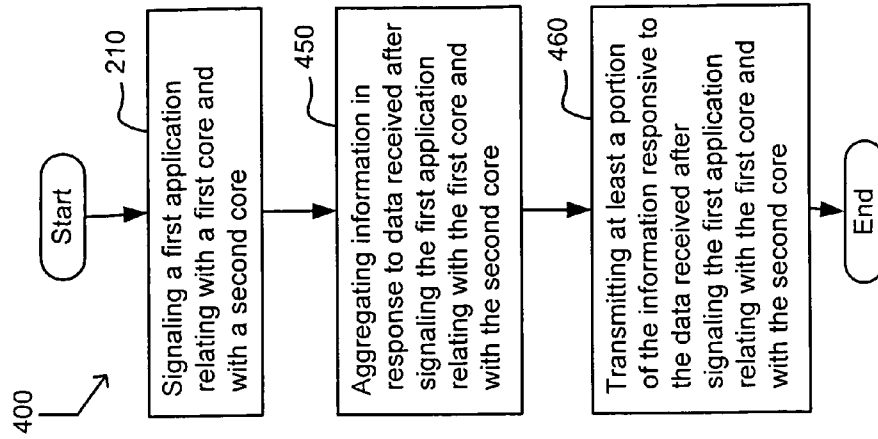 400
Start
210
Signaling a first application
relating with a first core and
with a second core
450
Aggregating information in
response to data received after
signaling the first application
relating with the first core and
with the second core
460
Transmitting at least a portion
of the information responsive to
the data received after
signaling the first application
relating with the first core and
with the second core
End